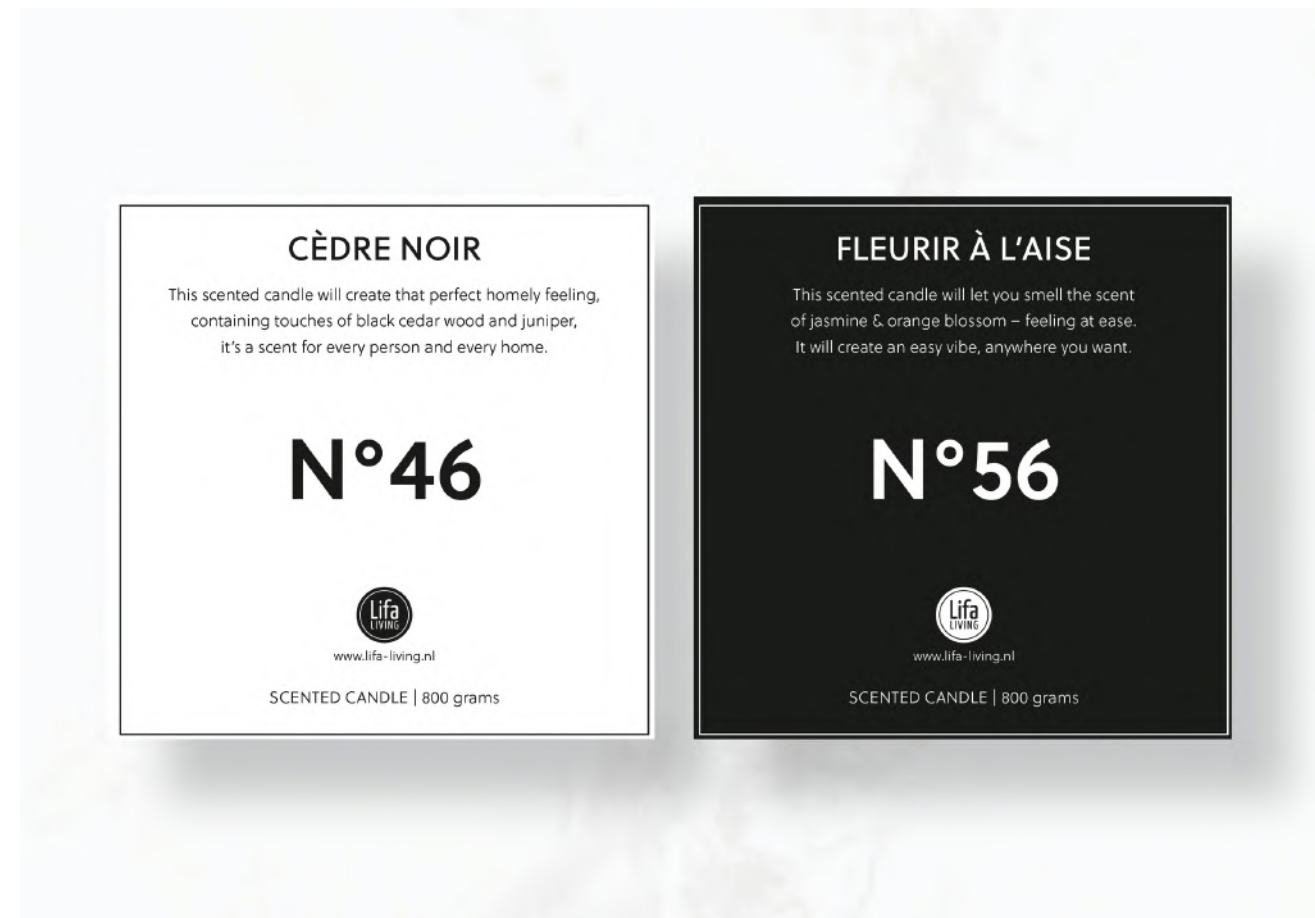 CÈDRE NOIR
This scented candle will create that perfect homely feeling,
containing touches of black cedar wood and juniper,
it's a scent for every person and every home.
N°46
Lifa
LIVING
www.lifa-living.nl
SCENTED CANDLE | 800 grams
FLEURIR À L'AISE
This scented candle will let you smell the scent
of jasmine & orange blossom – feeling at ease.
It will create an easy vibe, anywhere you want.
N°56
Lifa
LIVING
www.lifa-living.nl
SCENTED CANDLE | 800 grams